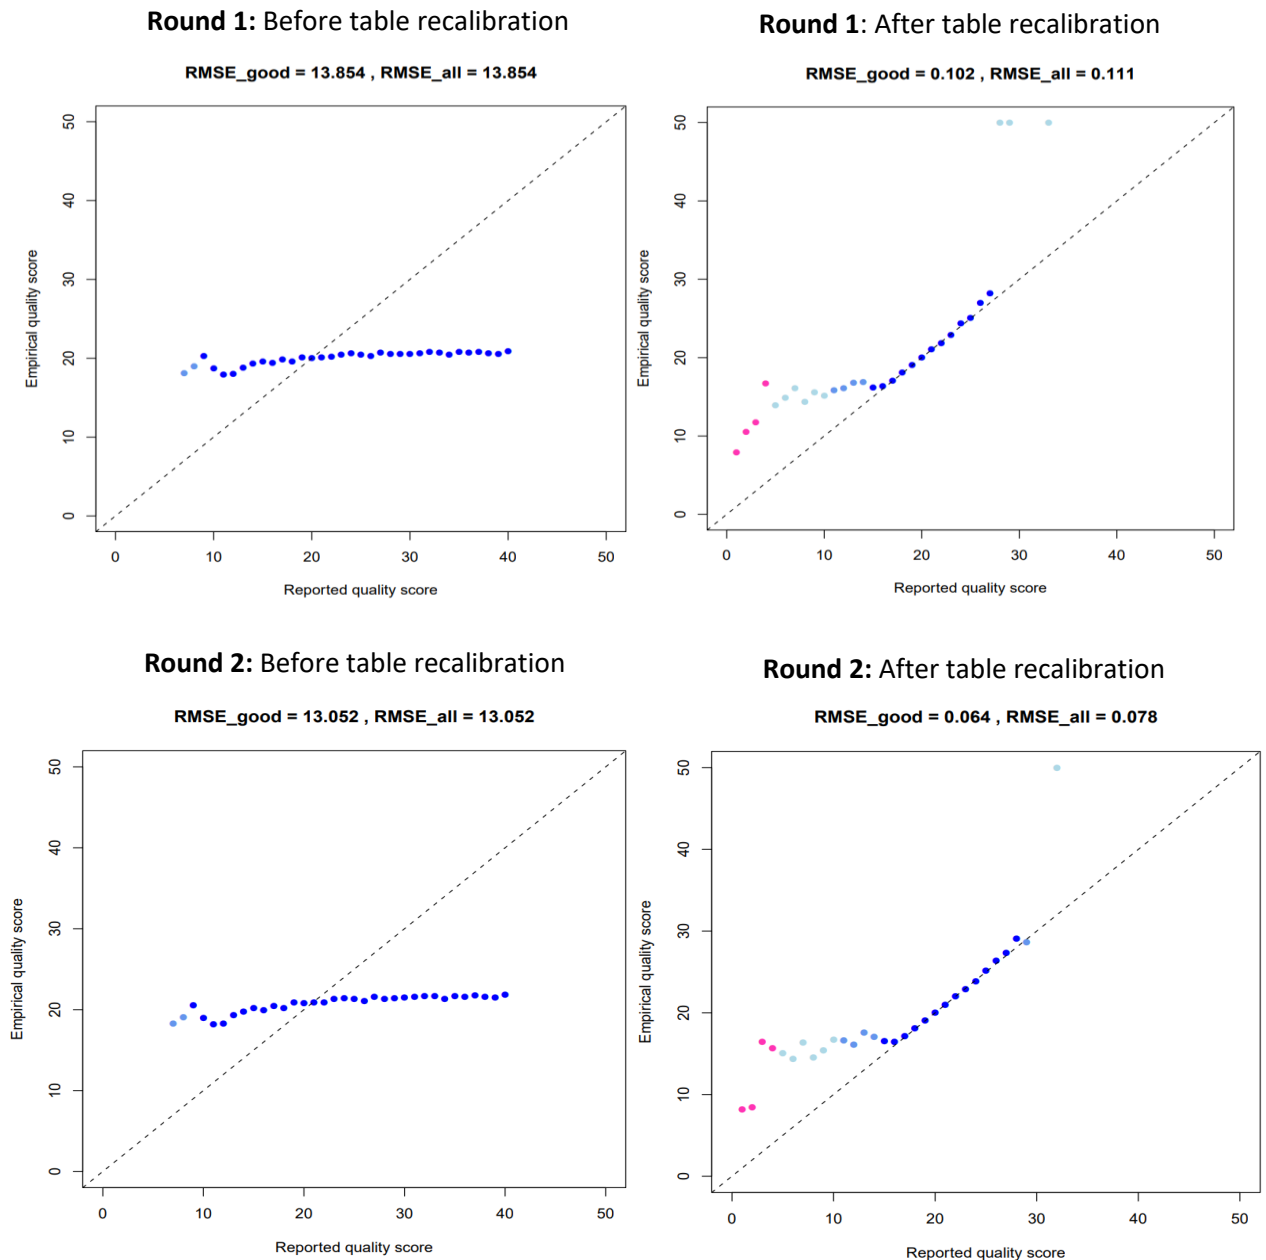 Round 1: Before table recalibration
RMSE_good = 13.854 , RMSE_all = 13.854
50
40
30
20
10
0
Empirical quality score
0 10 20 30 40 50
Reported quality score
Round 1: After table recalibration
RMSE_good = 0.102 , RMSE_all = 0.111
50
40
30
20
10
0
Empirical quality score
0 10 20 30 40 50
Reported quality score
Round 2: Before table recalibration
RMSE_good = 13.052 , RMSE_all = 13.052
50
40
30
20
10
0
Empirical quality score
0 10 20 30 40 50
Reported quality score
Round 2: After table recalibration
RMSE_good = 0.064 , RMSE_all = 0.078
50
40
30
20
10
0
Empirical quality score
0 10 20 30 40 50
Reported quality score